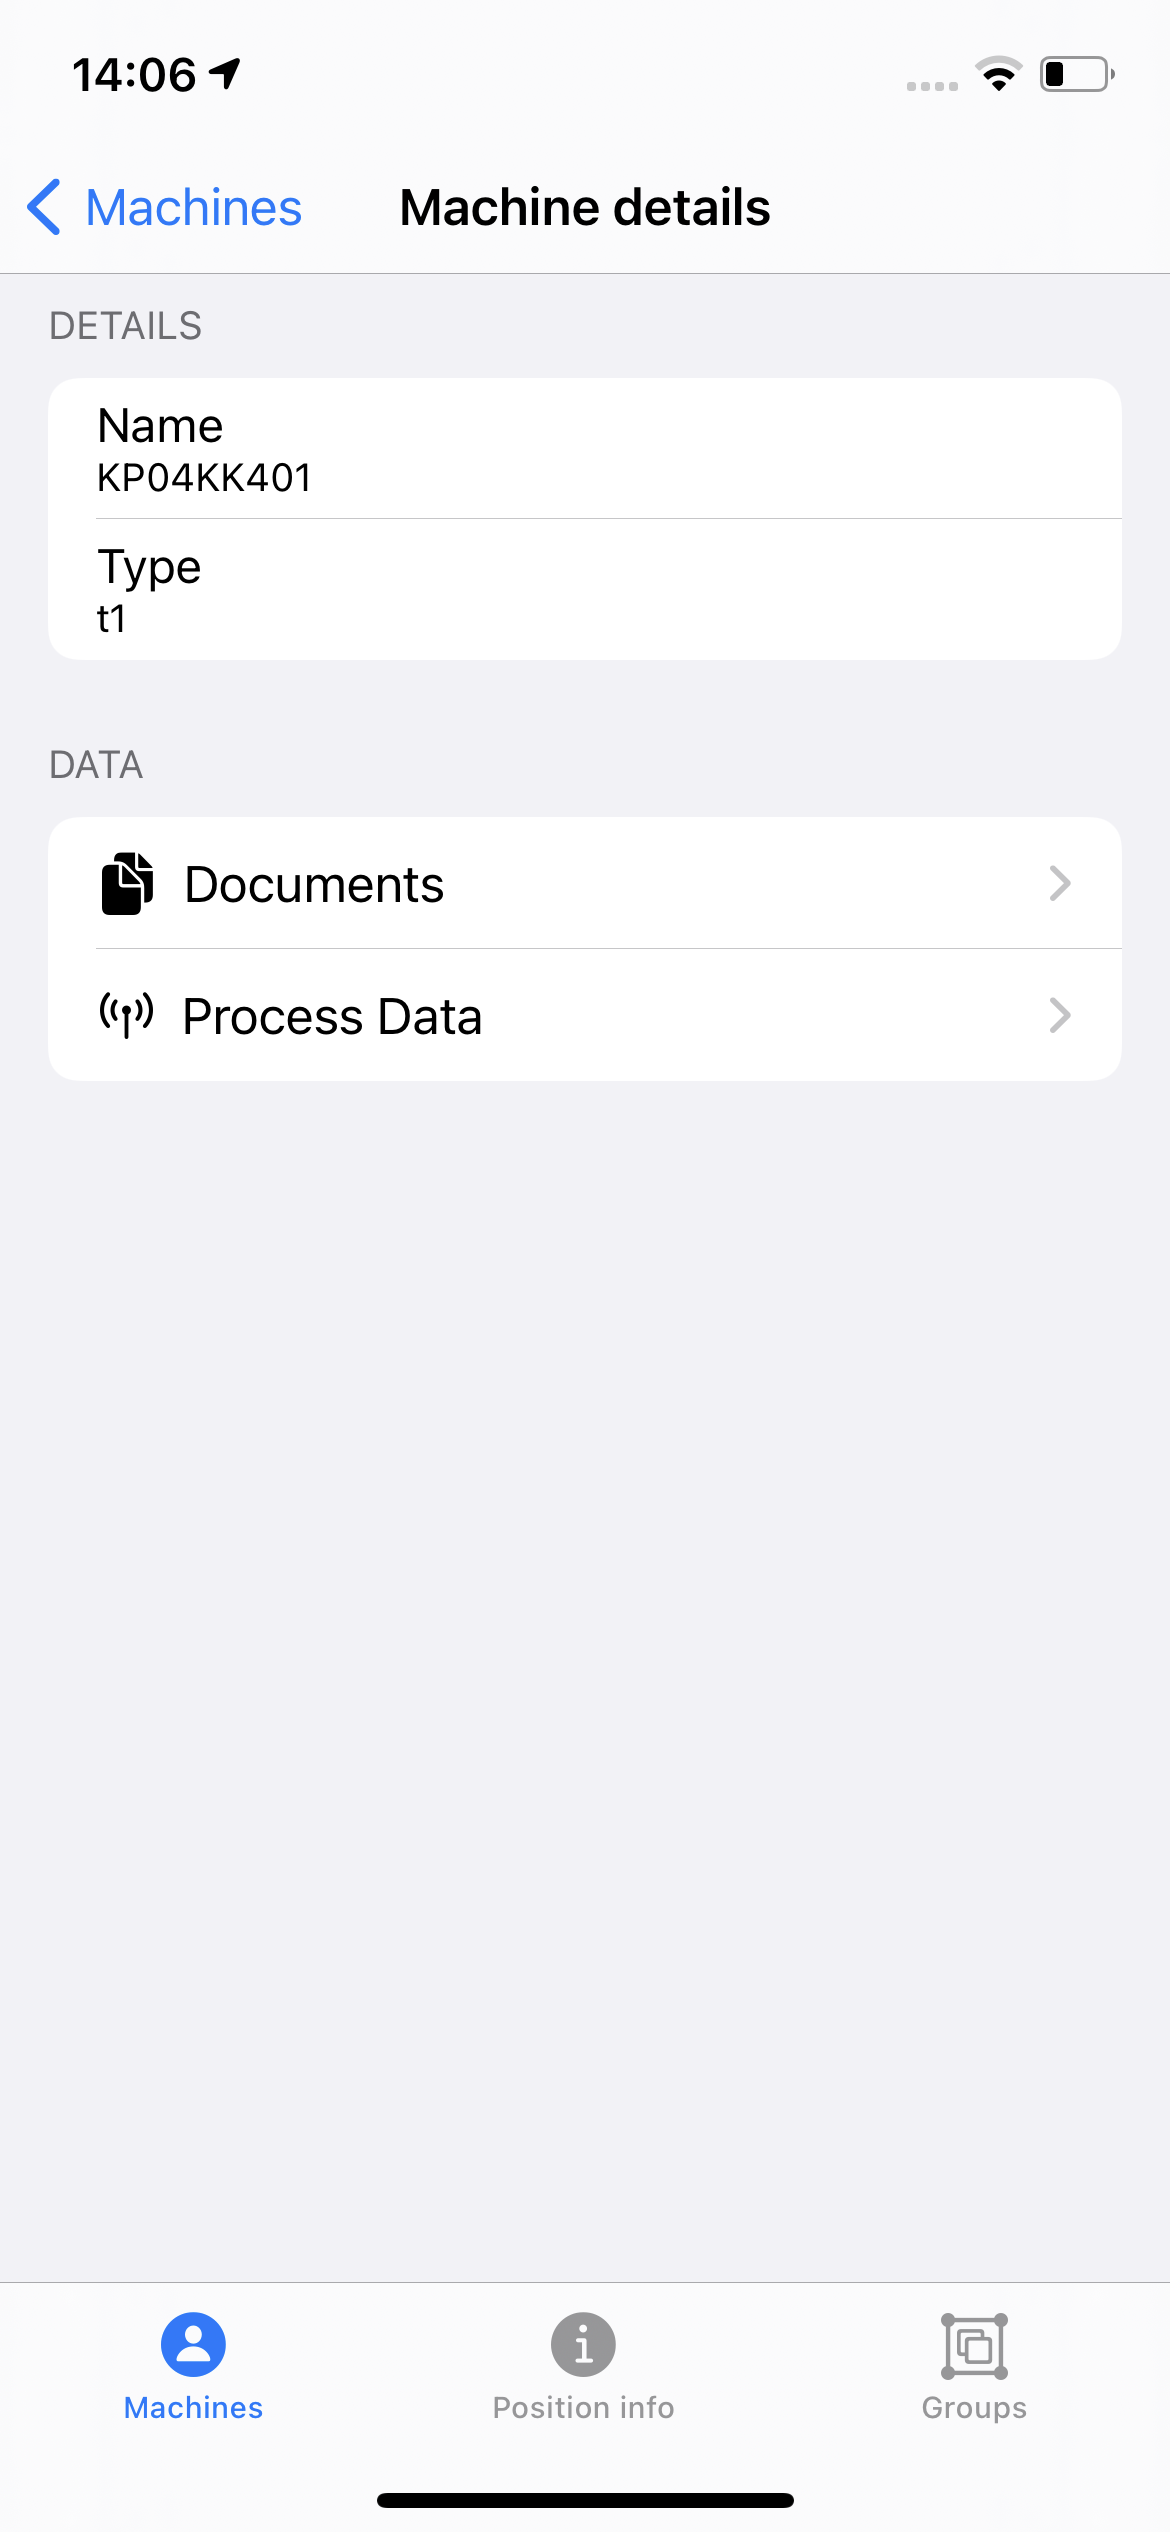 14:06
Machines
Machine details
DETAILS
Name
KP04KK401
Type
t1
DATA
Documents
Process Data
Machines
Position info
Groups